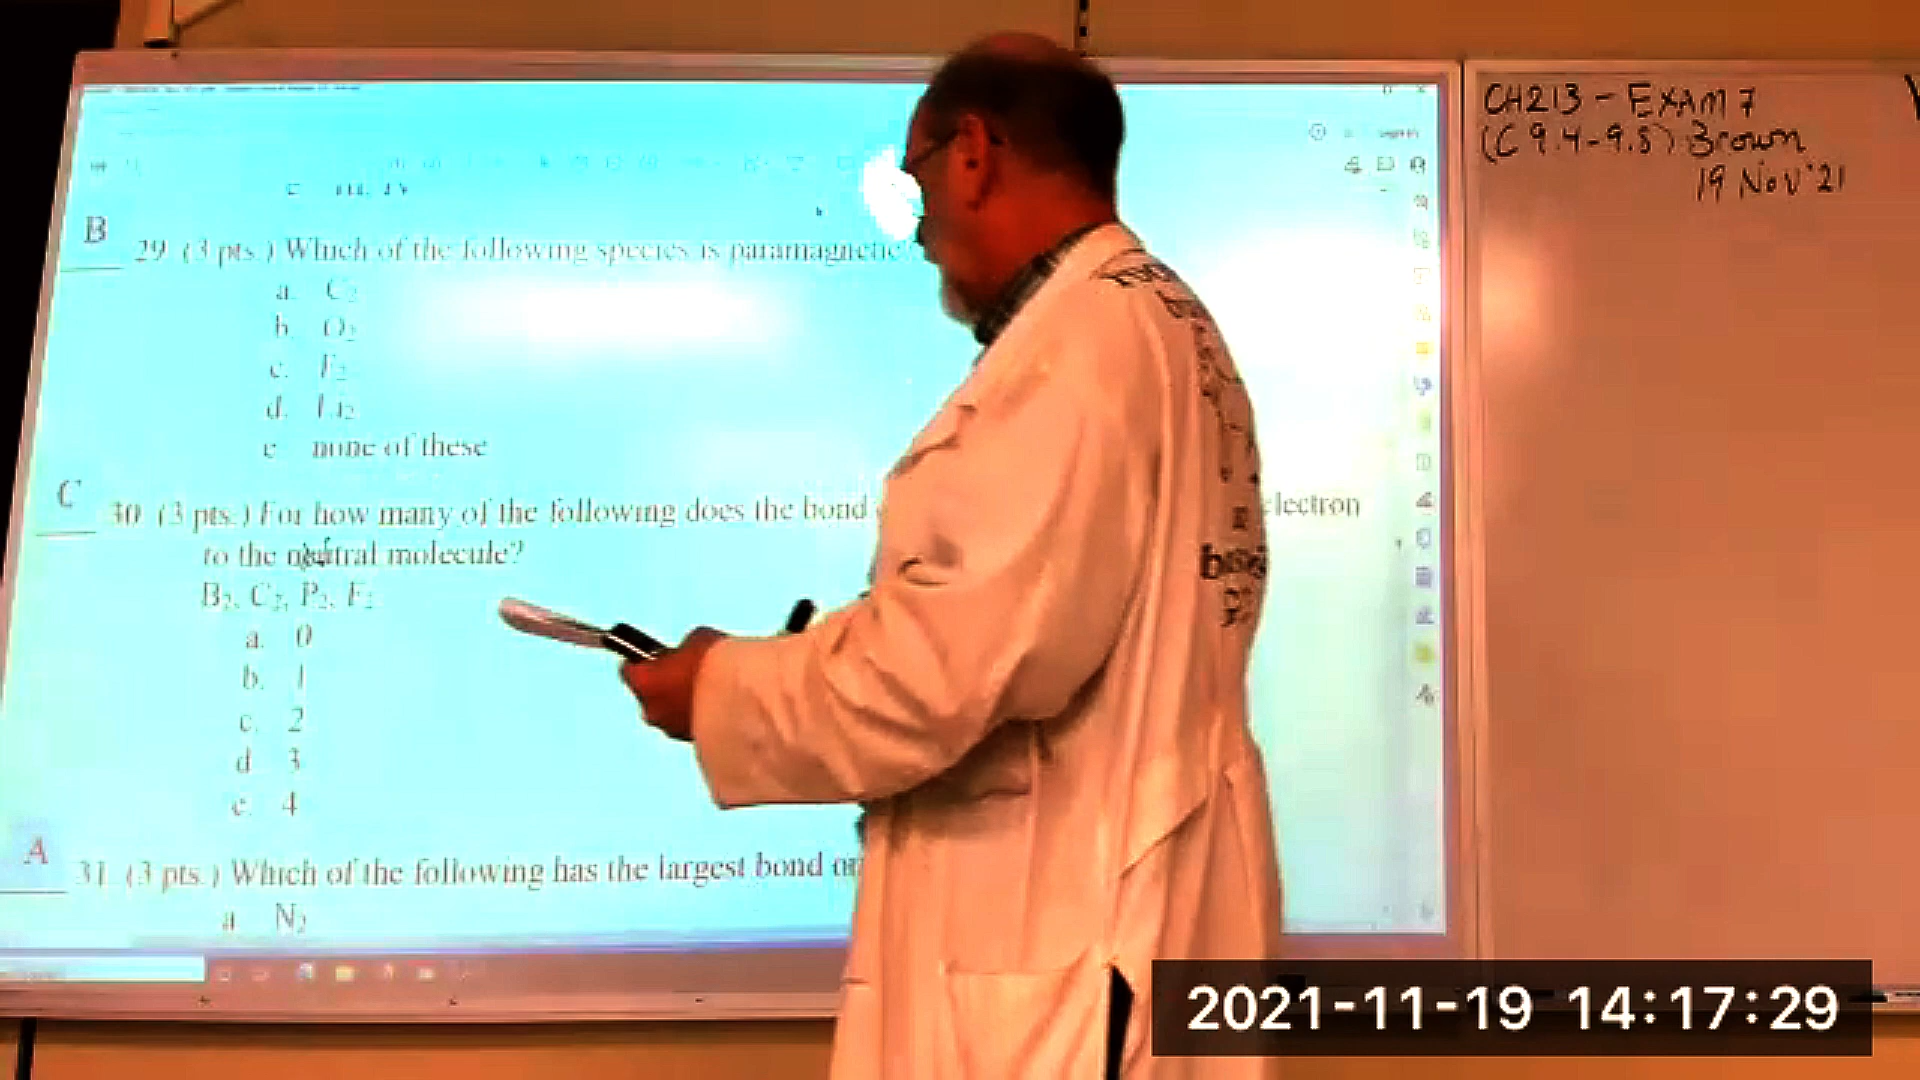 B
29. (3 pts.) Which of the following species is paramagnetic
a. C2
b. O2
c. F2
d. Li2
e none of these
C
30. (3 pts.) For how many of the following does the bond
electron
to the neutral molecule?
B2, C2, P2, F2
a. 0
b. 1
c. 2
d 3
e. 4
A
31. (3 pts.) Which of the following has the largest bond
a N2
CH213 - EXAM 7
(C 9.4-9.8) Brown
19 Nov '21
2021-11-19 14:17:29